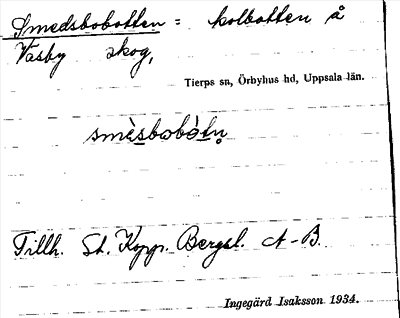 Smedsbobotten = kolbotten å
Vasby skog,
Tierps sn, Örbyhus hd, Uppsala län.
smèsbobòtn̥
Tillh. St. Kopp. Bergsl. A-B.
Ingegärd Isaksson 1934.